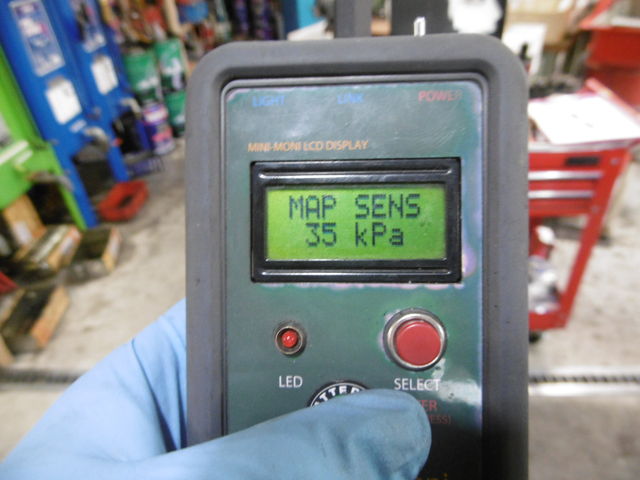 LIGHT LINK POWER
MINI-MONI LCD DISPLAY
MAP SENS
35 kPa
LED
SELECT